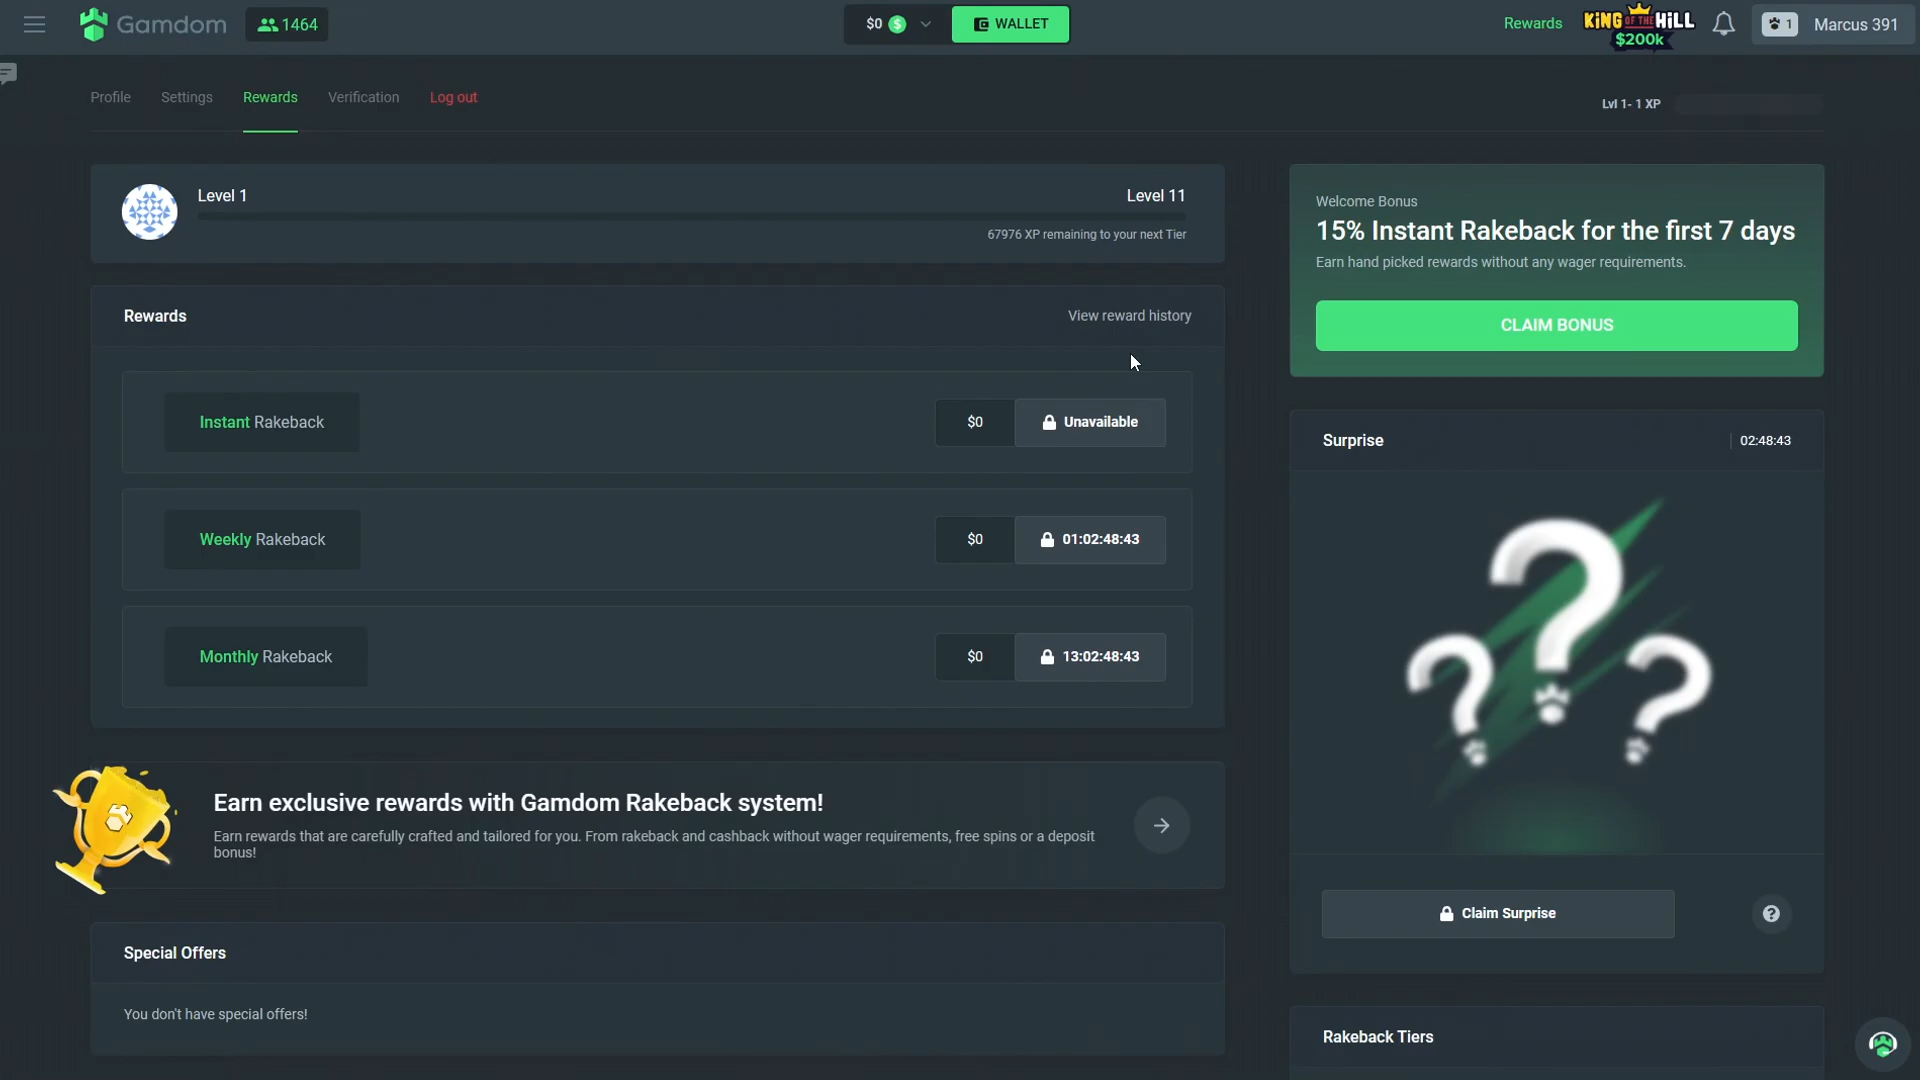 Gamdom
1464
$0
WALLET
Rewards
KING OF THE HILL
$200k
1
Marcus 391
Profile
Settings
Rewards
Verification
Log out
Lvl 1- 1 XP
Level 1
Level 11
67976 XP remaining to your next Tier
Rewards
View reward history
Instant Rakeback
$0
Unavailable
Weekly Rakeback
$0
01:02:48:43
Monthly Rakeback
$0
13:02:48:43
Earn exclusive rewards with Gamdom Rakeback system!
Earn rewards that are carefully crafted and tailored for you. From rakeback and cashback without wager requirements, free spins or a deposit
bonus!
Special Offers
You don't have special offers!
Welcome Bonus
15% Instant Rakeback for the first 7 days
Earn hand picked rewards without any wager requirements.
CLAIM BONUS
Surprise
02:48:43
???
Claim Surprise
?
Rakeback Tiers